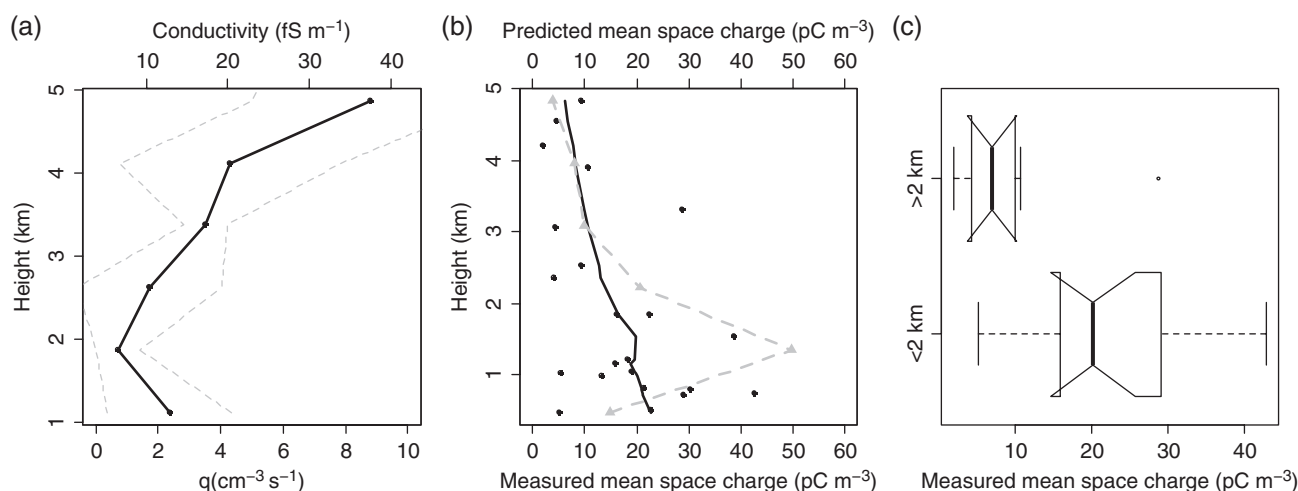 (a)
Conductivity (fS m⁻¹)
10 20 30 40
Height (km)
5
4
3
2
1
0 2 4 6 8 10
q(cm⁻³ s⁻¹)
(b)
Predicted mean space charge (pC m⁻³)
0 10 20 30 40 50 60
Height (km)
5
4
3
2
1
0 10 20 30 40 50 60
Measured mean space charge (pC m⁻³)
(c)
>2 km
<2 km
10 20 30 40
Measured mean space charge (pC m⁻³)